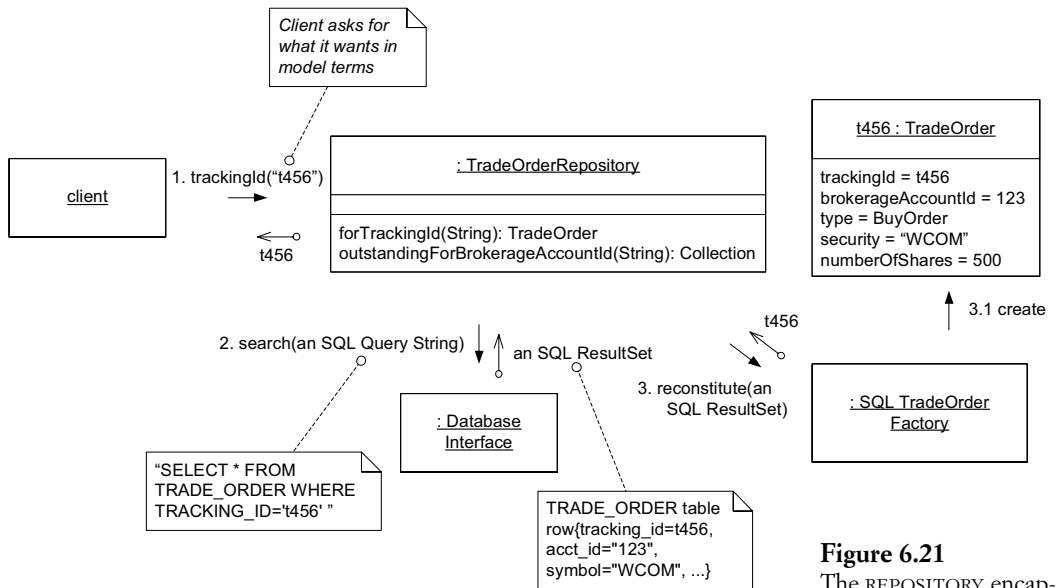 Client asks for
what it wants in
model terms
client
1. trackingId(“t456”)
t456
: TradeOrderRepository
forTrackingId(String): TradeOrder
outstandingForBrokerageAccountId(String): Collection
t456 : TradeOrder
trackingId = t456
brokerageAccountId = 123
type = BuyOrder
security = “WCOM”
numberOfShares = 500
2. search(an SQL Query String)
an SQL ResultSet
t456
3.1 create
3. reconstitute(an
SQL ResultSet)
: Database
Interface
: SQL TradeOrder
Factory
“SELECT * FROM
TRADE_ORDER WHERE
TRACKING_ID='t456' ”
TRADE_ORDER table
row{tracking_id=t456,
acct_id="123",
symbol="WCOM", ...}
Figure 6.21
The REPOSITORY encap-